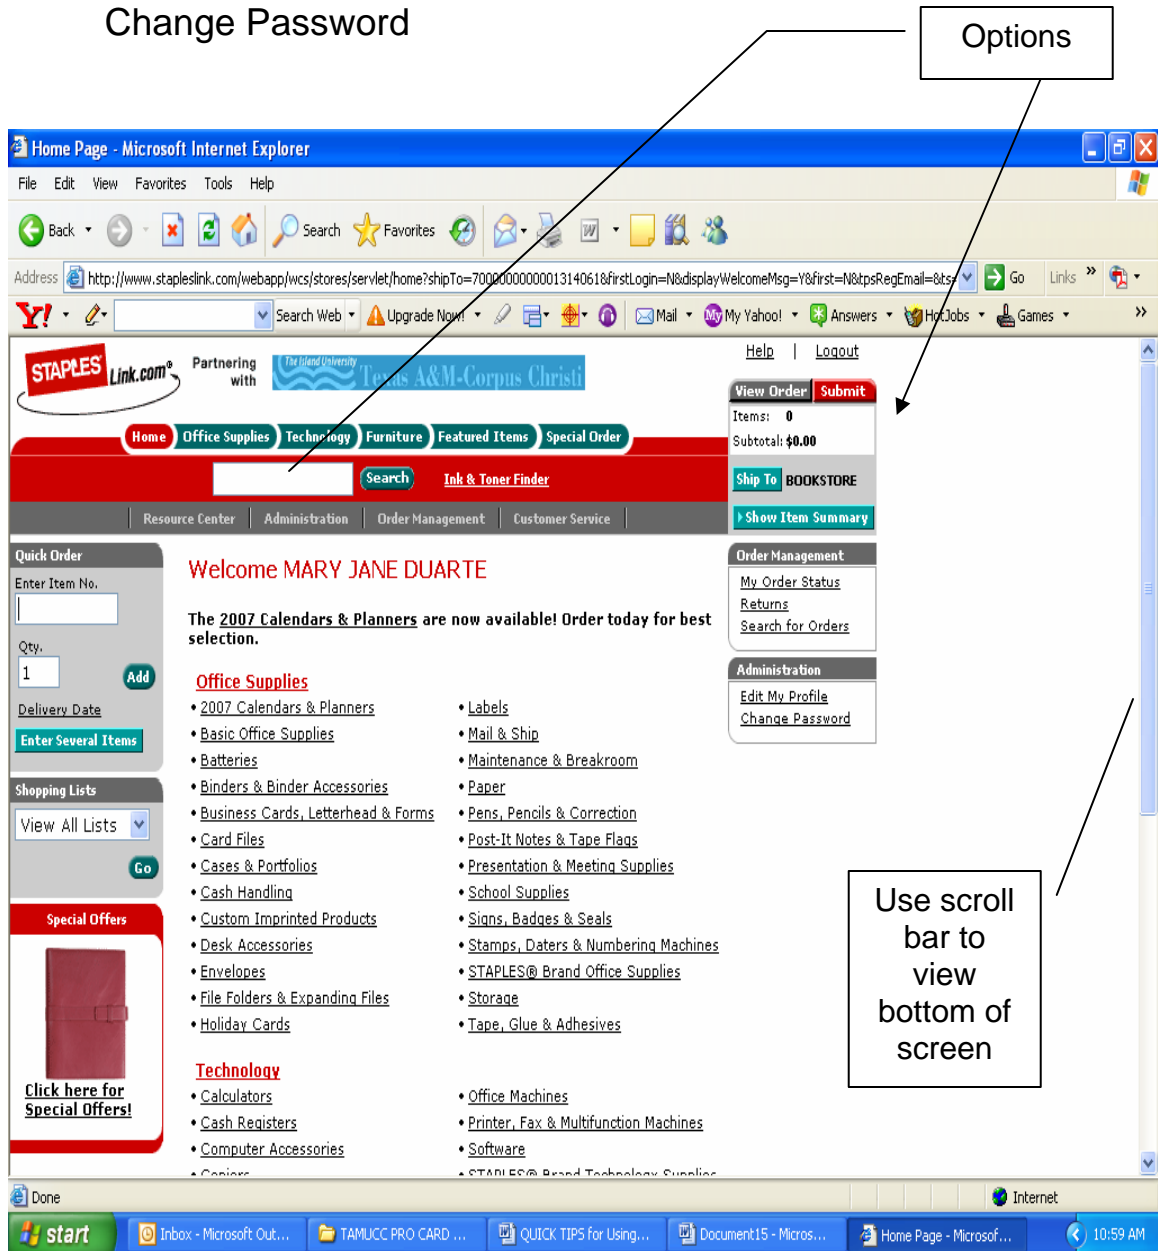 Change Password
Options
Home Page - Microsoft Internet Explorer
File Edit View Favorites Tools Help
Back Search Favorites
Address http://www.stapleslink.com/webapp/wcs/stores/servlet/home?shipTo=7000000000001314061&firstLogin=N&displayWelcomeMsg=Y&first=N&tpsRegEmail=&ts= Go Links »
Y! Search Web Upgrade Now! Mail My Yahoo! Answers HotJobs Games »
STAPLES Link.com® Partnering with The Island University Texas A&M-Corpus Christi
Help | Logout
View Order Submit
Items: 0
Subtotal: $0.00
Home Office Supplies Technology Furniture Featured Items Special Order
Search Ink & Toner Finder
Ship To BOOKSTORE
Resource Center Administration Order Management Customer Service
Show Item Summary
Quick Order
Enter Item No.
Qty.
1 Add
Delivery Date
Enter Several Items
Shopping Lists
View All Lists
Go
Special Offers
Click here for
Special Offers!
Welcome MARY JANE DUARTE
The 2007 Calendars & Planners are now available! Order today for best
selection.
Office Supplies
• 2007 Calendars & Planners
• Basic Office Supplies
• Batteries
• Binders & Binder Accessories
• Business Cards, Letterhead & Forms
• Card Files
• Cases & Portfolios
• Cash Handling
• Custom Imprinted Products
• Desk Accessories
• Envelopes
• File Folders & Expanding Files
• Holiday Cards
• Labels
• Mail & Ship
• Maintenance & Breakroom
• Paper
• Pens, Pencils & Correction
• Post-It Notes & Tape Flags
• Presentation & Meeting Supplies
• School Supplies
• Signs, Badges & Seals
• Stamps, Daters & Numbering Machines
• STAPLES® Brand Office Supplies
• Storage
• Tape, Glue & Adhesives
Technology
• Calculators
• Cash Registers
• Computer Accessories
• Copiers
• Office Machines
• Printer, Fax & Multifunction Machines
• Software
• STAPLES® Brand Technology Supplies
Order Management
My Order Status
Returns
Search for Orders
Administration
Edit My Profile
Change Password
Use scroll
bar to
view
bottom of
screen
Done Internet
start Inbox - Microsoft Out... TAMUCC PRO CARD ... QUICK TIPS for Using... Document15 - Micros... Home Page - Microsof... 10:59 AM